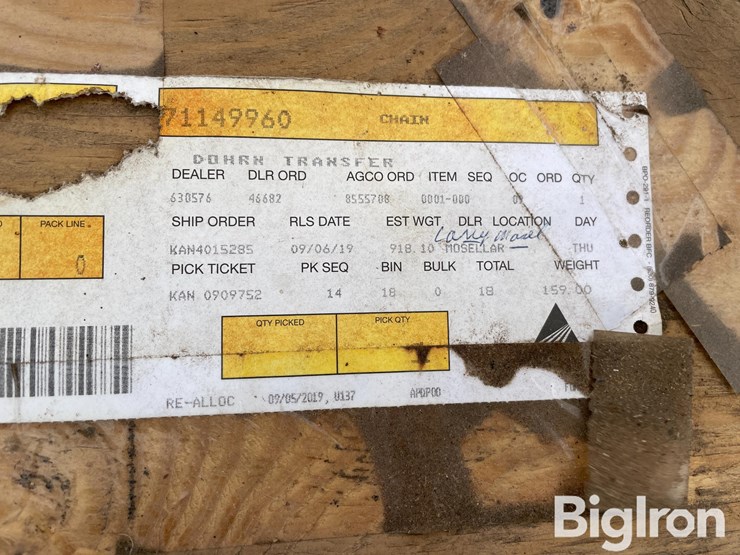 71149960 CHAIN
DOHRN TRANSFER
DEALER DLR ORD AGCO ORD ITEM SEQ OC ORD QTY
630576 46682 8555708 0001-000 1
SHIP ORDER RLS DATE EST WGT DLR LOCATION DAY
Larry Mosel
KAN4015285 09/06/19 918.10 MOSELLAR THU
PICK TICKET PK SEQ BIN BULK TOTAL WEIGHT
KAN 0909752 14 18 0 18 159.00
PACK LINE
0
QTY PICKED PICK QTY
RE-ALLOC 09/05/2019, U137 APDPOD
BigIron